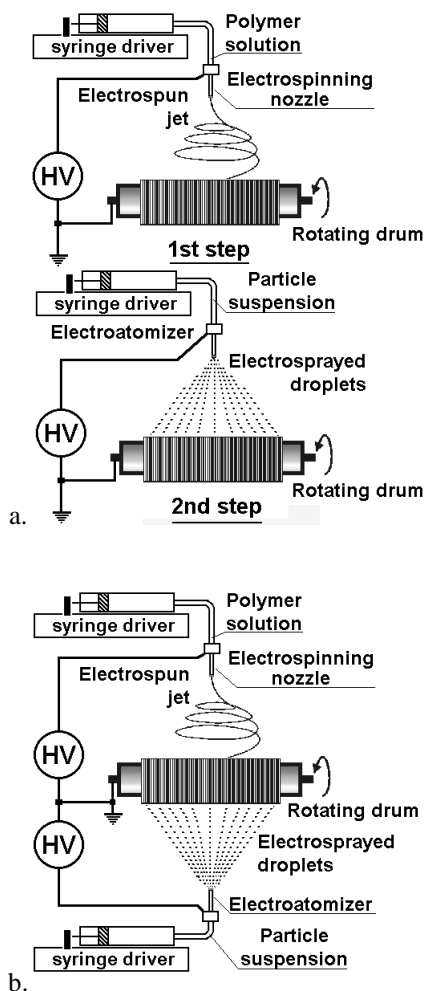 Polymer
solution
syringe driver
Electrospinning
nozzle
Electrospun
jet
HV
Rotating drum
1st step
Particle
suspension
syringe driver
Electroatomizer
Electrosprayed
droplets
HV
Rotating drum
2nd step
a.
Polymer
solution
syringe driver
Electrospinning
nozzle
Electrospun
jet
HV
Rotating drum
HV
Electrosprayed
droplets
Electroatomizer
Particle
suspension
syringe driver
b.